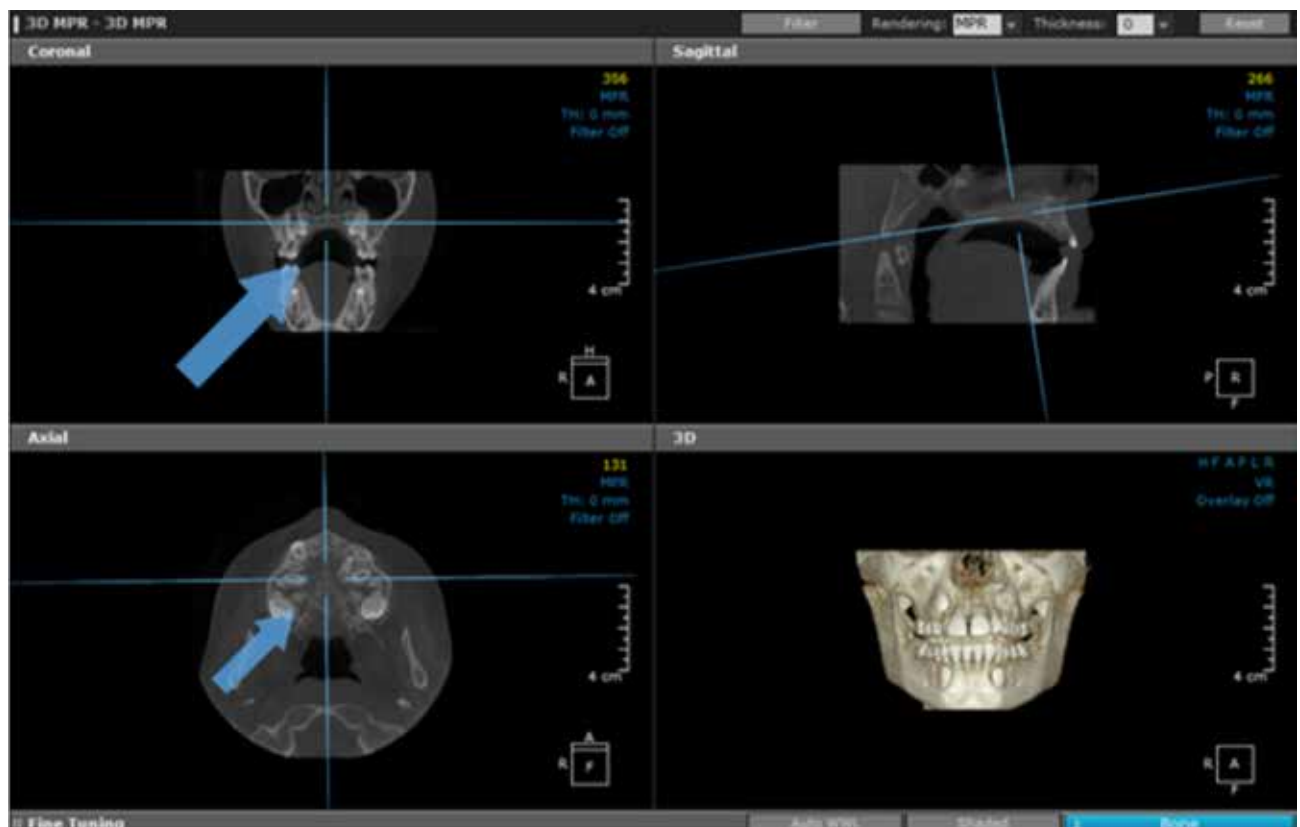 3D MPR - 3D MPR
Filter
Rendering: MPR
Thickness: 0
Reset
Coronal
356
MPR
TH: 0 mm
Filter Off
4 cm
H
R A
Sagittal
266
MPR
TH: 0 mm
Filter Off
4 cm
P R
F
Axial
131
MPR
TH: 0 mm
Filter Off
4 cm
A
R F
3D
H F A P L R
VR
Overlay Off
4 cm
R A
F
Fine Tuning
Auto WWL
Shaded
Bone